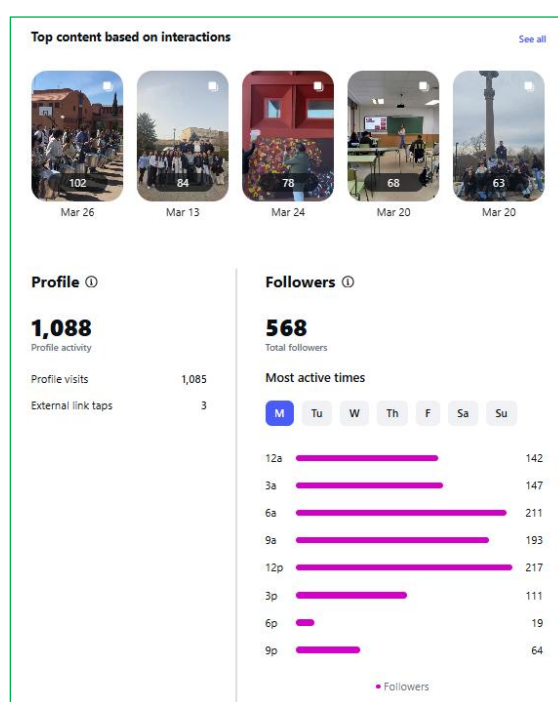 Top content based on interactions
See all
102
84
78
68
63
Mar 26
Mar 13
Mar 24
Mar 20
Mar 20
Profile
1,088
Profile activity
Profile visits 1,085
External link taps 3
Followers
568
Total followers
Most active times
M Tu W Th F Sa Su
12a 142
3a 147
6a 211
9a 193
12p 217
3p 111
6p 19
9p 64
Followers